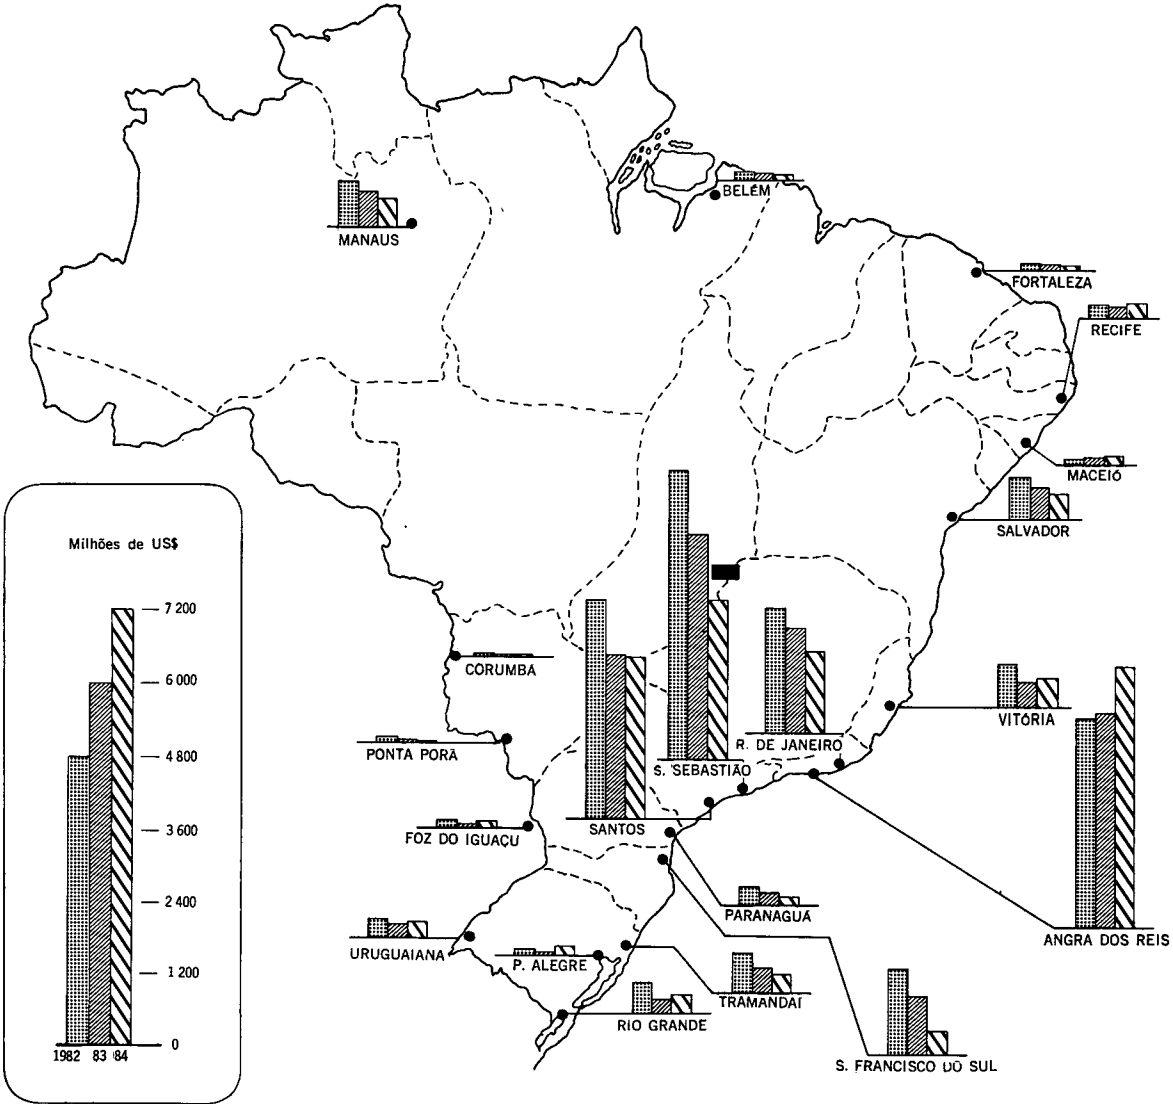 BELÉM
MANAUS
FORTALEZA
RECIFE
MACEIÓ
SALVADOR
Milhões de US$
7 200
6 000
4 800
3 600
2 400
1 200
0
1982 83 84
CORUMBÁ
PONTA PORÃ
FOZ DO IGUAÇU
URUGUAIANA
P. ALEGRE
RIO GRANDE
TRAMANDAÍ
PARANAGUÁ
SANTOS
S. SEBASTIÃO
R. DE JANEIRO
VITÓRIA
ANGRA DOS REIS
S. FRANCISCO DO SUL